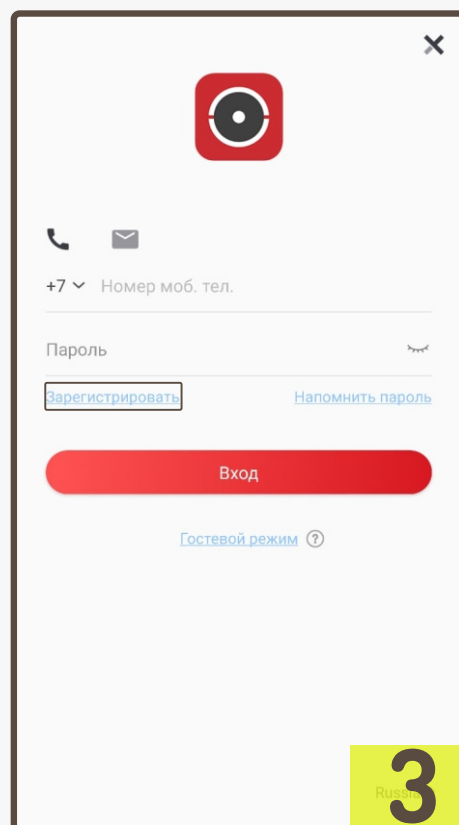 +7 Номер моб. тел.
Пароль
Зарегистрировать
Напомнить пароль
Вход
Гостевой режим ?
3